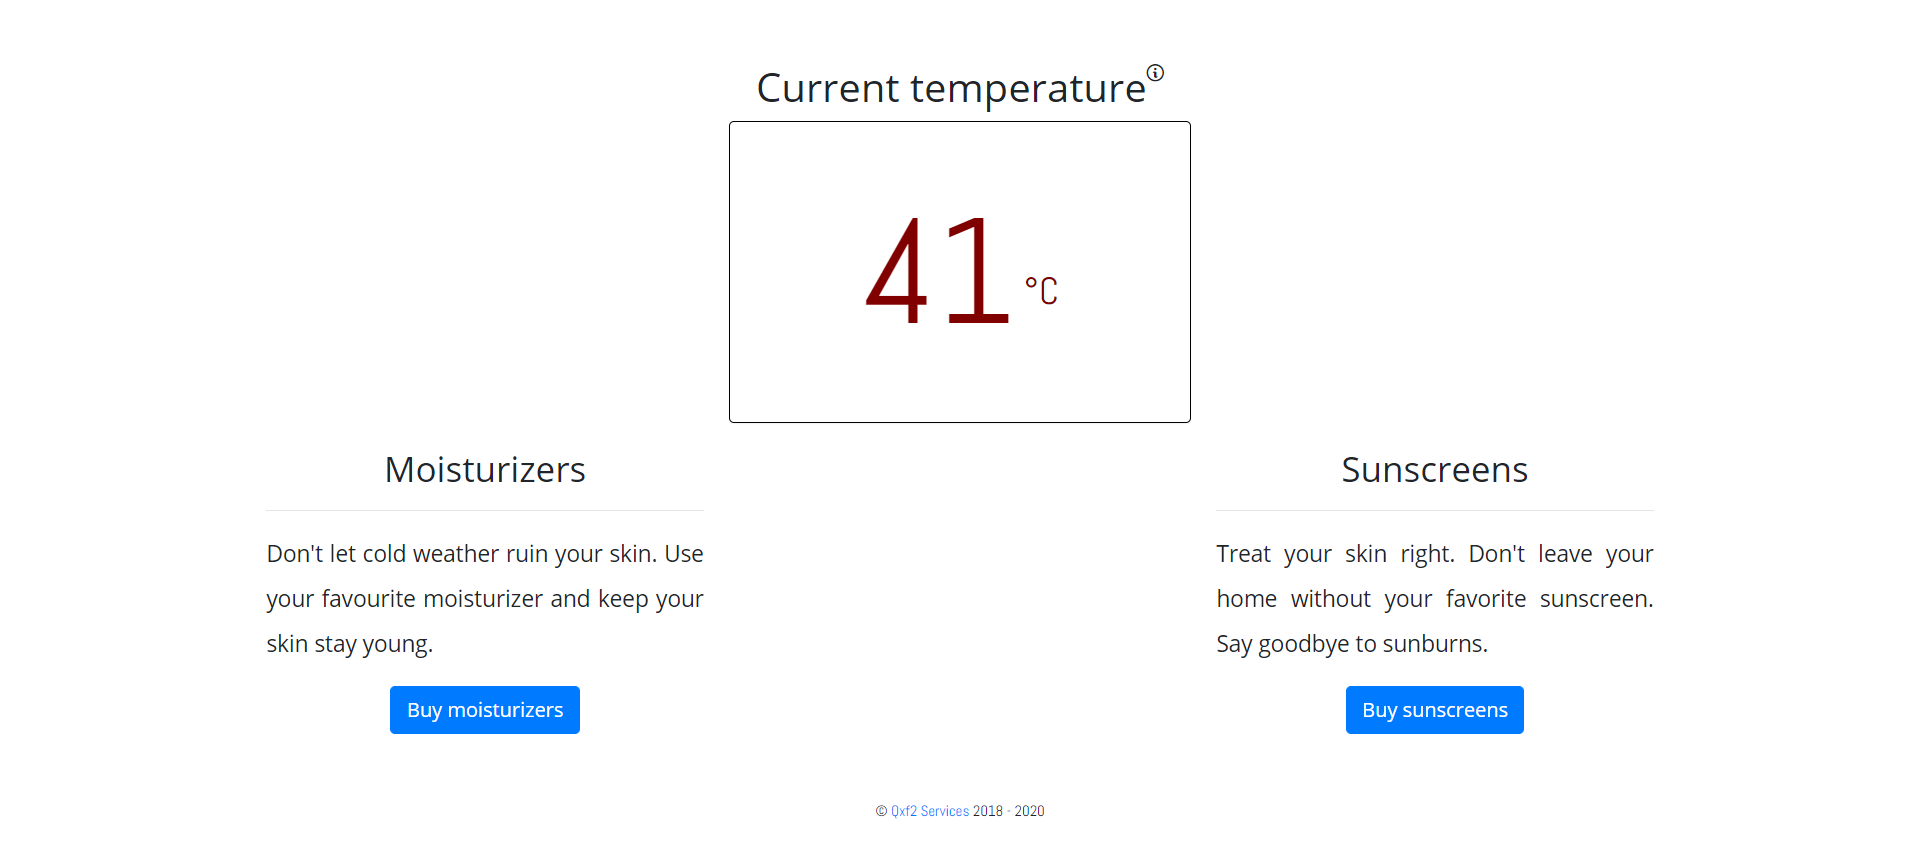 Current temperature
41 °C
Moisturizers
Don't let cold weather ruin your skin. Use
your favourite moisturizer and keep your
skin stay young.
Buy moisturizers
Sunscreens
Treat your skin right. Don't leave your
home without your favorite sunscreen.
Say goodbye to sunburns.
Buy sunscreens
© Qxf2 Services 2018 - 2020